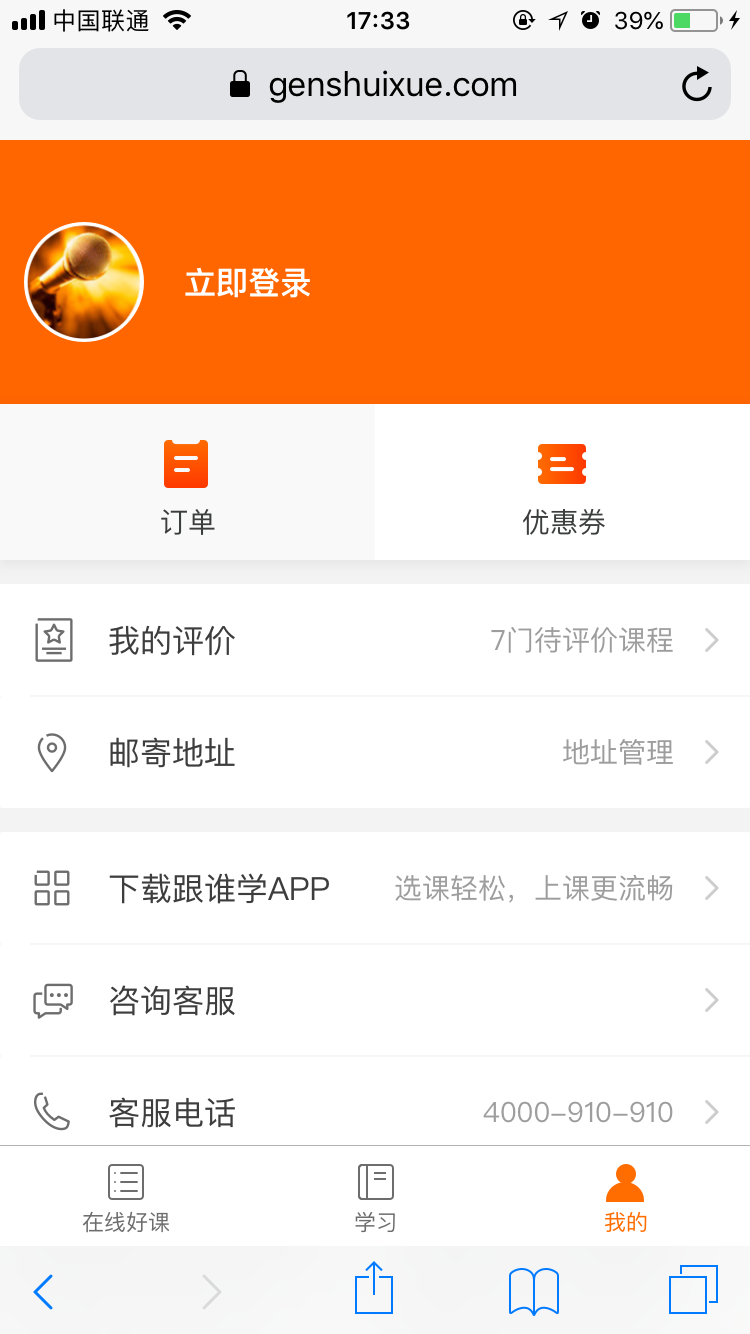 中国联通 17:33 39%
genshuixue.com
立即登录
订单 优惠券
我的评价 7门待评价课程
邮寄地址 地址管理
下载跟谁学APP 选课轻松，上课更流畅
咨询客服
客服电话 4000-910-910
在线好课 学习 我的